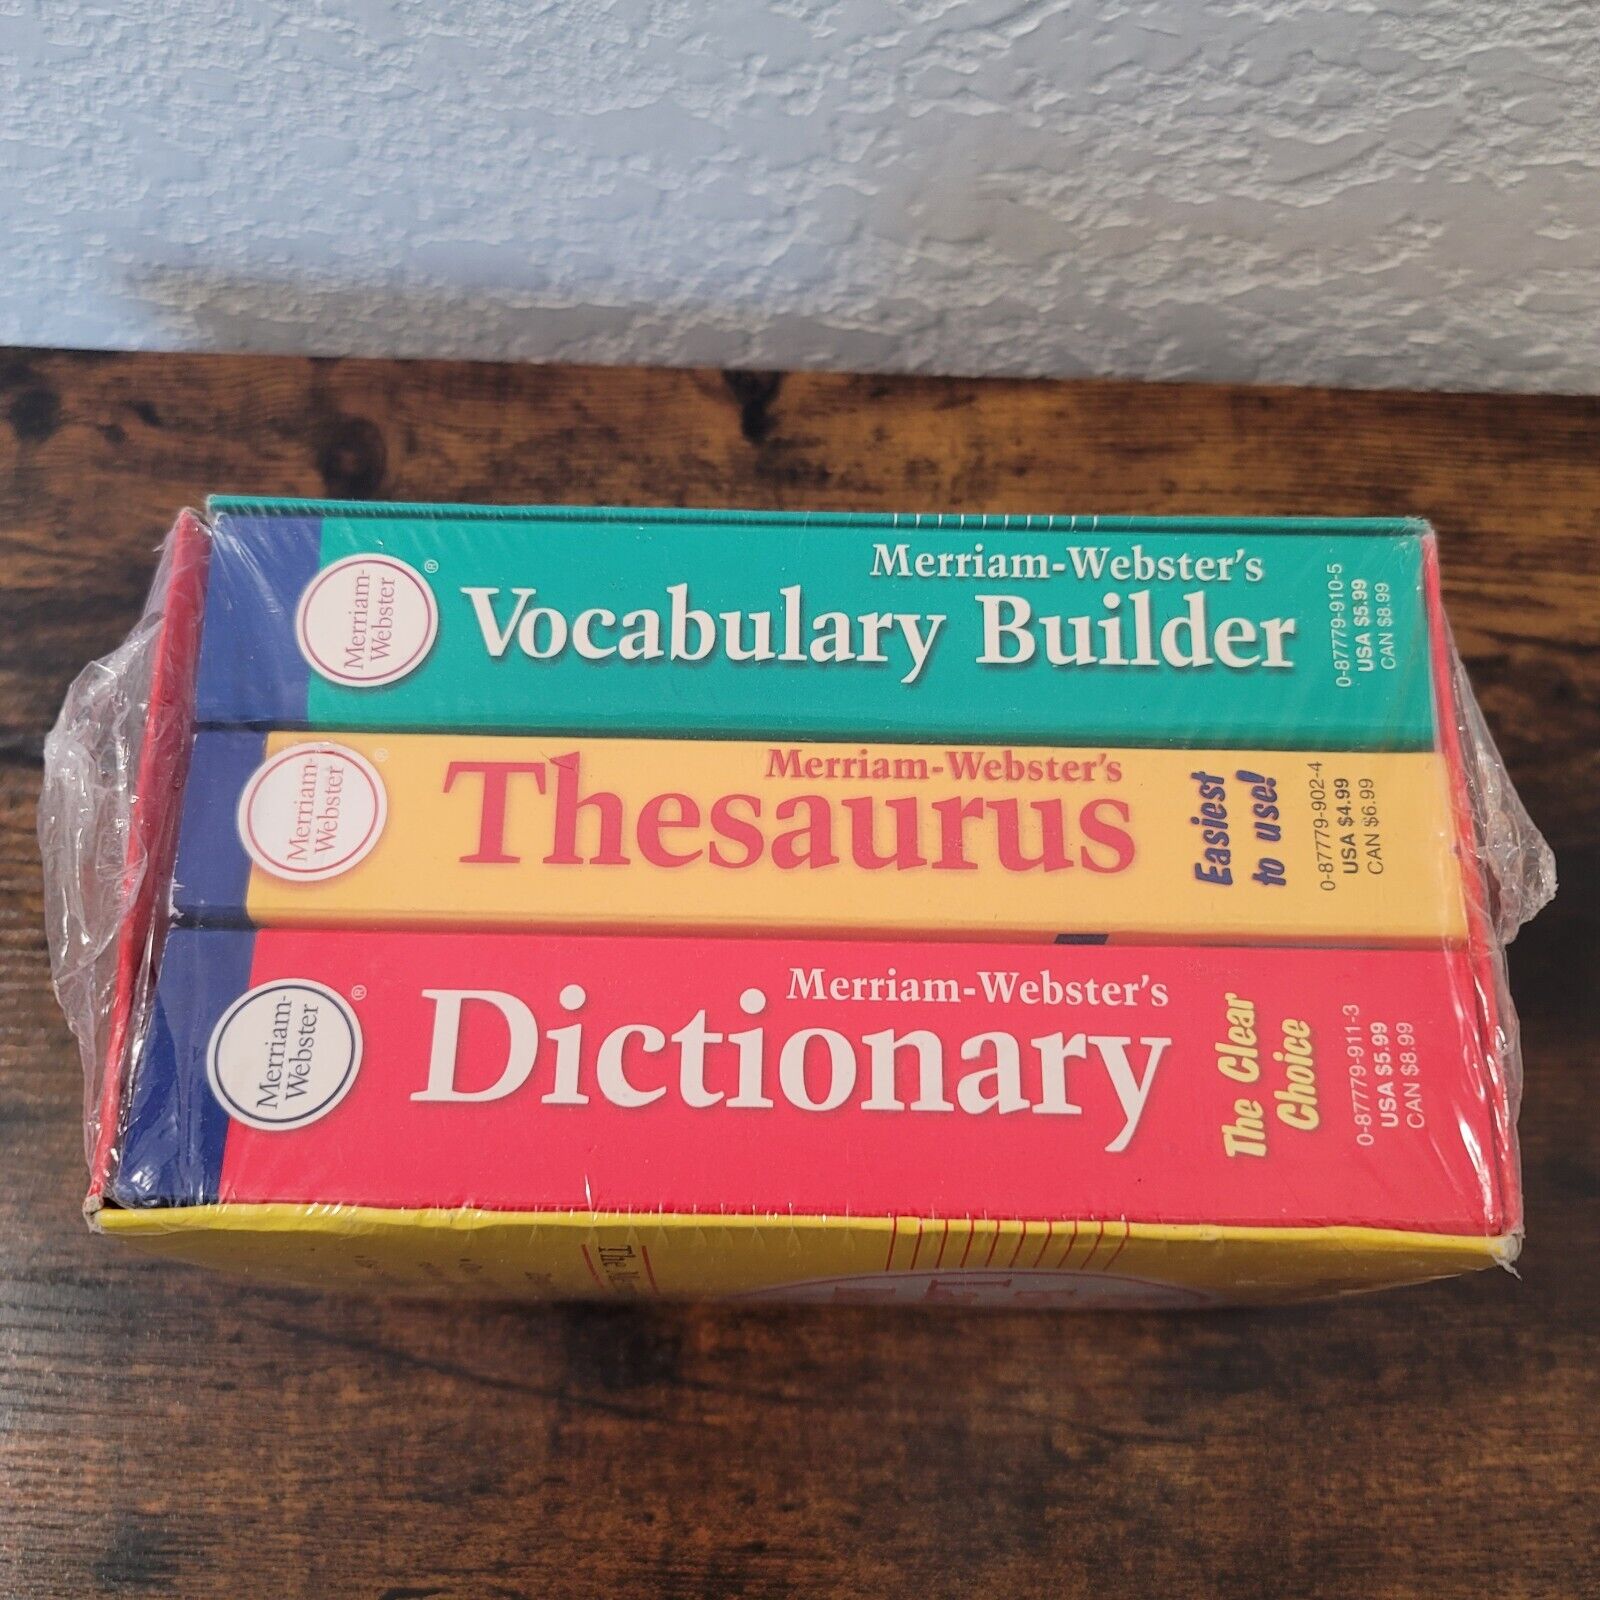 Merriam-
Webster
®
Merriam-Webster's
Vocabulary Builder
0-87779-910-5
USA $5.99
CAN $8.99
Merriam-
Webster
®
Merriam-Webster's
Thesaurus
Easiest
to use!
0-87779-902-4
USA $4.99
CAN $6.99
Merriam-
Webster
®
Merriam-Webster's
Dictionary
The Clear
Choice
0-87779-911-3
USA $5.99
CAN $8.99
The